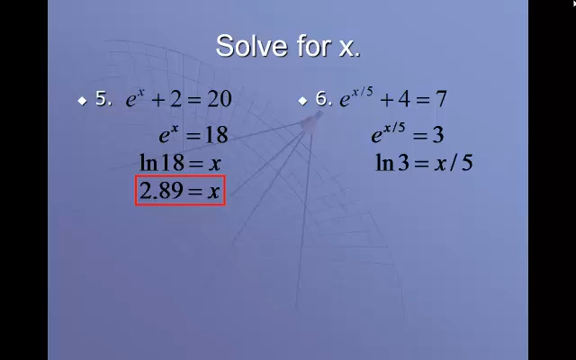 Solve for x.
5. e^x + 2 = 20
e^x = 18
ln 18 = x
2.89 = x
6. e^{x/5} + 4 = 7
e^{x/5} = 3
ln 3 = x / 5